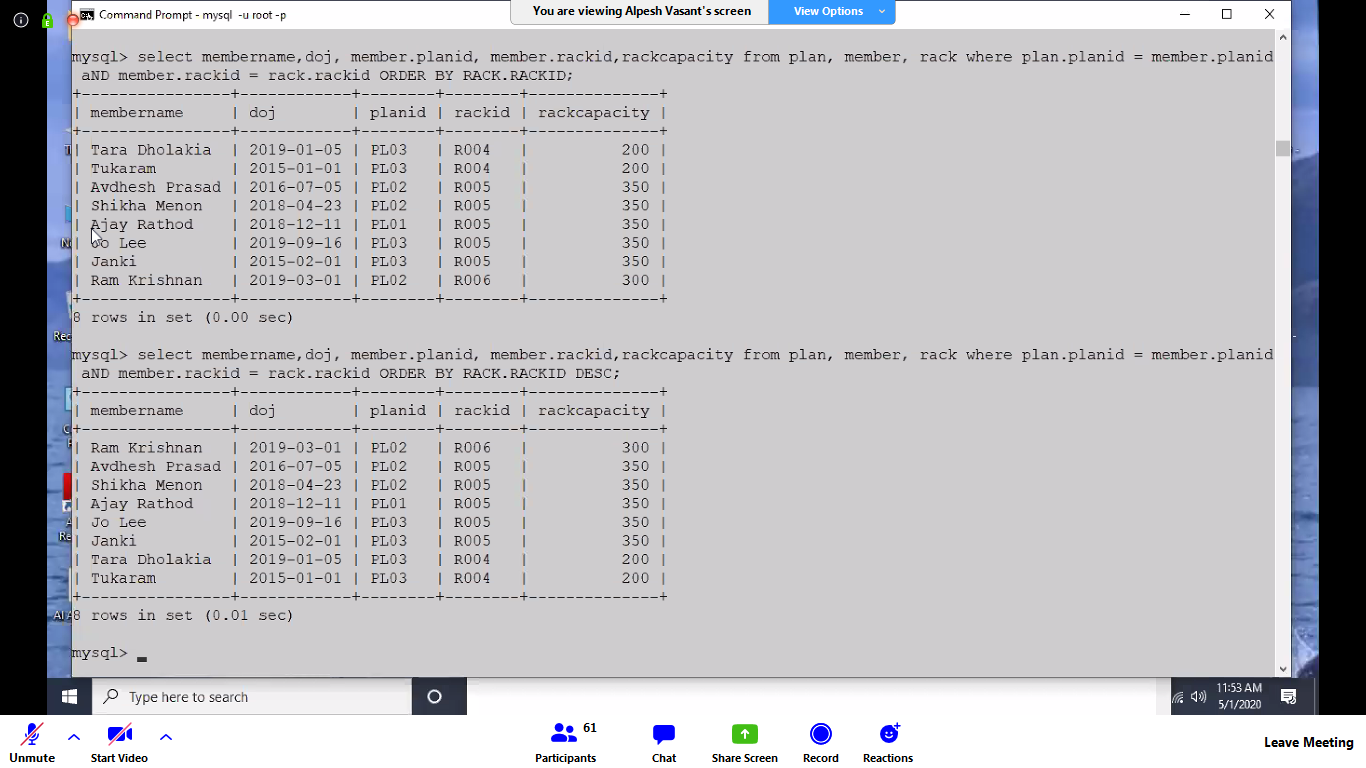 Command Prompt - mysql -u root -p
You are viewing Alpesh Vasant's screen
View Options
mysql> select membername,doj, member.planid, member.rackid,rackcapacity from plan, member, rack where plan.planid = member.planid
aND member.rackid = rack.rackid ORDER BY RACK.RACKID;
+----------------+------------+--------+--------+--------------+
| membername | doj | planid | rackid | rackcapacity |
+----------------+------------+--------+--------+--------------+
| Tara Dholakia | 2019-01-05 | PL03 | R004 | 200 |
| Tukaram | 2015-01-01 | PL03 | R004 | 200 |
| Avdhesh Prasad | 2016-07-05 | PL02 | R005 | 350 |
| Shikha Menon | 2018-04-23 | PL02 | R005 | 350 |
| Ajay Rathod | 2018-12-11 | PL01 | R005 | 350 |
| Jo Lee | 2019-09-16 | PL03 | R005 | 350 |
| Janki | 2015-02-01 | PL03 | R005 | 350 |
| Ram Krishnan | 2019-03-01 | PL02 | R006 | 300 |
+----------------+------------+--------+--------+--------------+
8 rows in set (0.00 sec)
mysql> select membername,doj, member.planid, member.rackid,rackcapacity from plan, member, rack where plan.planid = member.planid
aND member.rackid = rack.rackid ORDER BY RACK.RACKID DESC;
+----------------+------------+--------+--------+--------------+
| membername | doj | planid | rackid | rackcapacity |
+----------------+------------+--------+--------+--------------+
| Ram Krishnan | 2019-03-01 | PL02 | R006 | 300 |
| Avdhesh Prasad | 2016-07-05 | PL02 | R005 | 350 |
| Shikha Menon | 2018-04-23 | PL02 | R005 | 350 |
| Ajay Rathod | 2018-12-11 | PL01 | R005 | 350 |
| Jo Lee | 2019-09-16 | PL03 | R005 | 350 |
| Janki | 2015-02-01 | PL03 | R005 | 350 |
| Tara Dholakia | 2019-01-05 | PL03 | R004 | 200 |
| Tukaram | 2015-01-01 | PL03 | R004 | 200 |
+----------------+------------+--------+--------+--------------+
8 rows in set (0.01 sec)
mysql> _
Type here to search
11:53 AM
5/1/2020
61
Unmute
Start Video
Participants
Chat
Share Screen
Record
Reactions
Leave Meeting